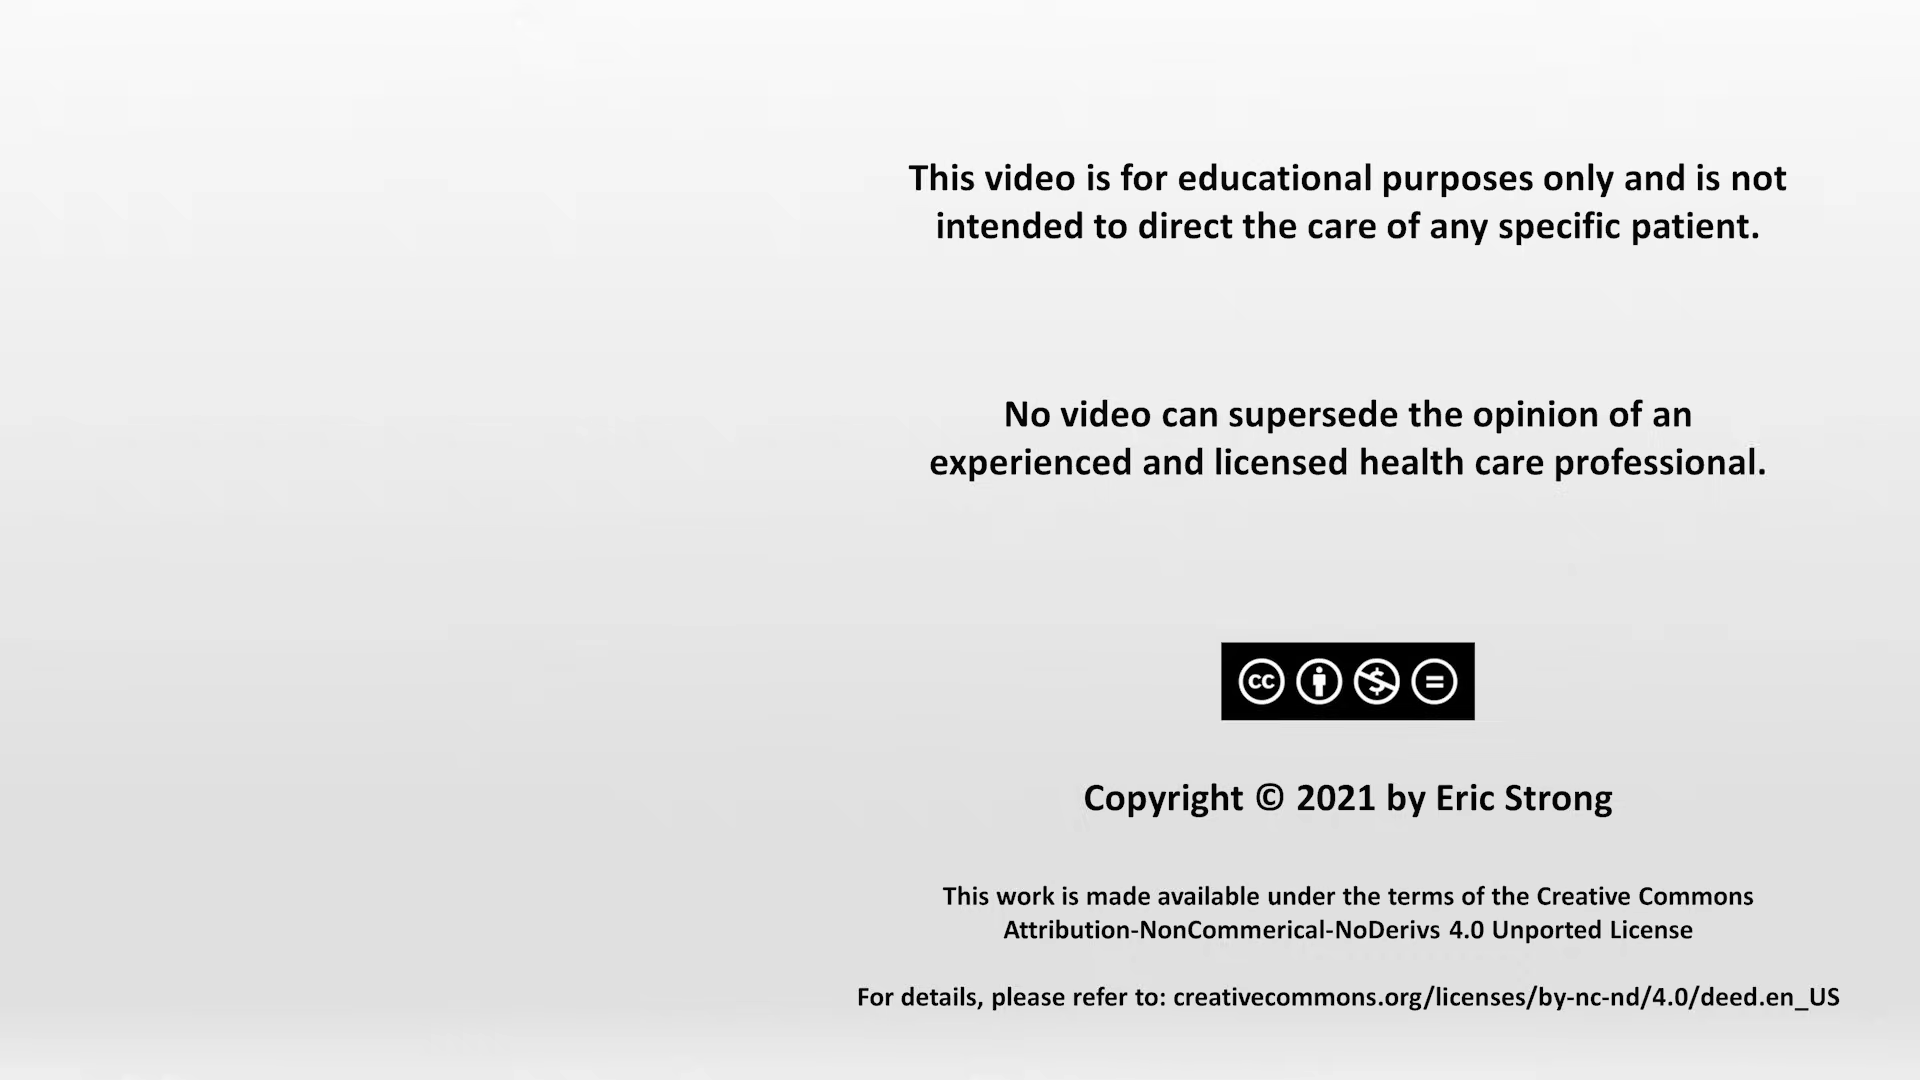 This video is for educational purposes only and is not
intended to direct the care of any specific patient.
No video can supersede the opinion of an
experienced and licensed health care professional.
cc
Copyright © 2021 by Eric Strong
This work is made available under the terms of the Creative Commons
Attribution-NonCommerical-NoDerivs 4.0 Unported License
For details, please refer to: creativecommons.org/licenses/by-nc-nd/4.0/deed.en_US